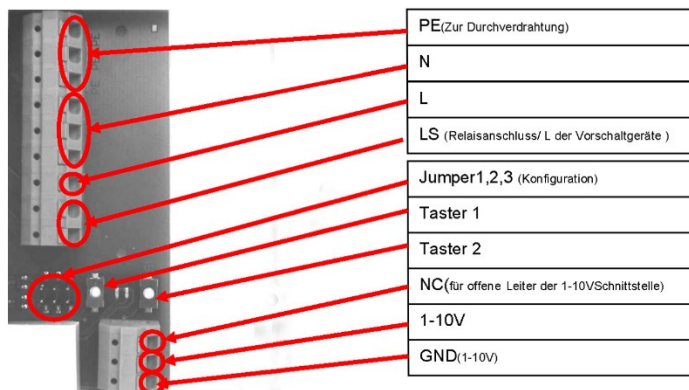 PE(Zur Durchverdrahtung)
N
L
LS (Relaisanschluss/ L der Vorschaltgeräte )
Jumper1,2,3 (Konfiguration)
Taster 1
Taster 2
NC(für offene Leiter der 1-10VSchnittstelle)
1-10V
GND(1-10V)